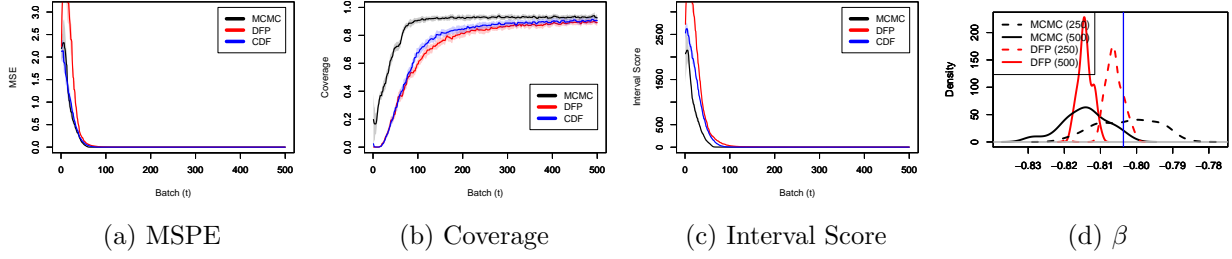 MSE
0.0 0.5 1.0 1.5 2.0 2.5 3.0
MCMC
DFP
CDF
0 100 200 300 400 500
Batch (t)
(a) MSPE
Coverage
0.0 0.2 0.4 0.6 0.8 1.0
MCMC
DFP
CDF
0 100 200 300 400 500
Batch (t)
(b) Coverage
Interval Score
0 500 1500 2500
MCMC
DFP
CDF
0 100 200 300 400 500
Batch (t)
(c) Interval Score
Density
0 50 100 150 200
MCMC (250)
MCMC (500)
DFP (250)
DFP (500)
−0.83 −0.82 −0.81 −0.80 −0.79 −0.78
(d) β